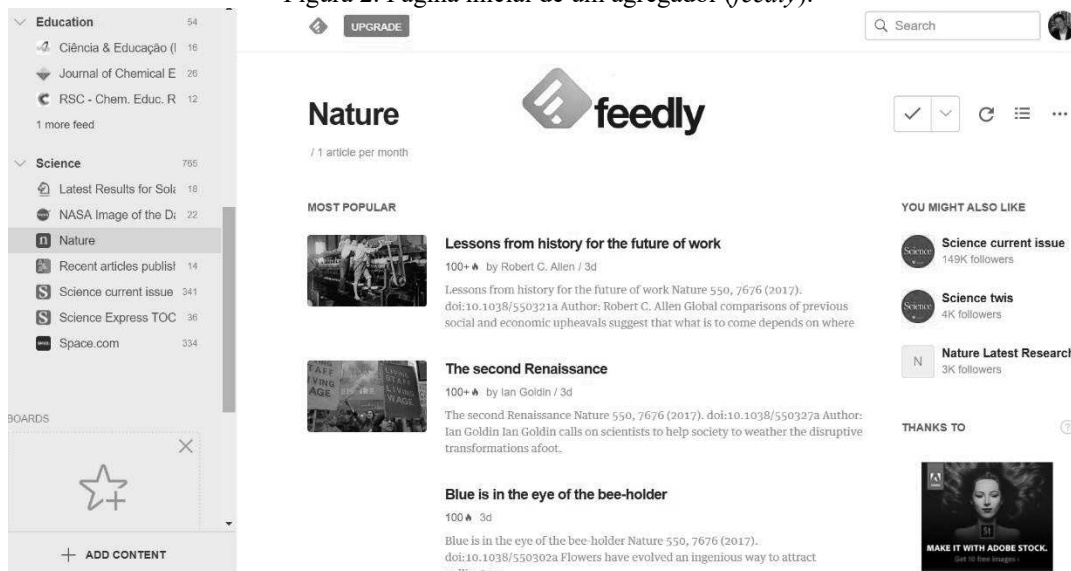 Figura 2. Página inicial de um agregador (feedly).
Education 54
Ciência & Educação (I 16
Journal of Chemical E 26
RSC - Chem. Educ. R 12
1 more feed
Science 765
Latest Results for Sola 18
NASA Image of the Da 22
Nature
Recent articles publisl 14
Science current issue 341
Science Express TOC 36
Space.com 334
BOARDS
ADD CONTENT
UPGRADE
Search
Nature
feedly
/ 1 article per month
MOST POPULAR
Lessons from history for the future of work
100+ by Robert C. Allen / 3d
Lessons from history for the future of work Nature 550, 7676 (2017).
doi:10.1038/550321a Author: Robert C. Allen Global comparisons of previous
social and economic upheavals suggest that what is to come depends on where
The second Renaissance
100+ by Ian Goldin / 3d
The second Renaissance Nature 550, 7676 (2017). doi:10.1038/550327a Author:
Ian Goldin Ian Goldin calls on scientists to help society to weather the disruptive
transformations afoot.
Blue is in the eye of the bee-holder
100 3d
Blue is in the eye of the bee-holder Nature 550, 7676 (2017).
doi:10.1038/550302a Flowers have evolved an ingenious way to attract
YOU MIGHT ALSO LIKE
Science current issue
149K followers
Science twis
4K followers
N
Nature Latest Research
3K followers
THANKS TO
?
St
MAKE IT WITH ADOBE STOCK.
Get 10 free images ›